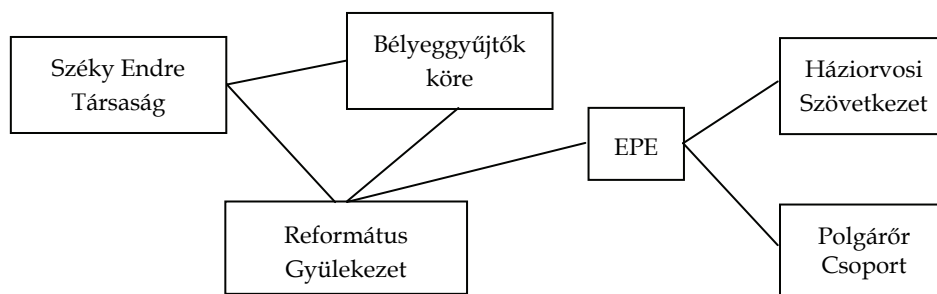 Széky Endre
Társaság
Bélyeggyűjtők
köre
Háziorvosi
Szövetkezet
EPE
Református
Gyülekezet
Polgárőr
Csoport